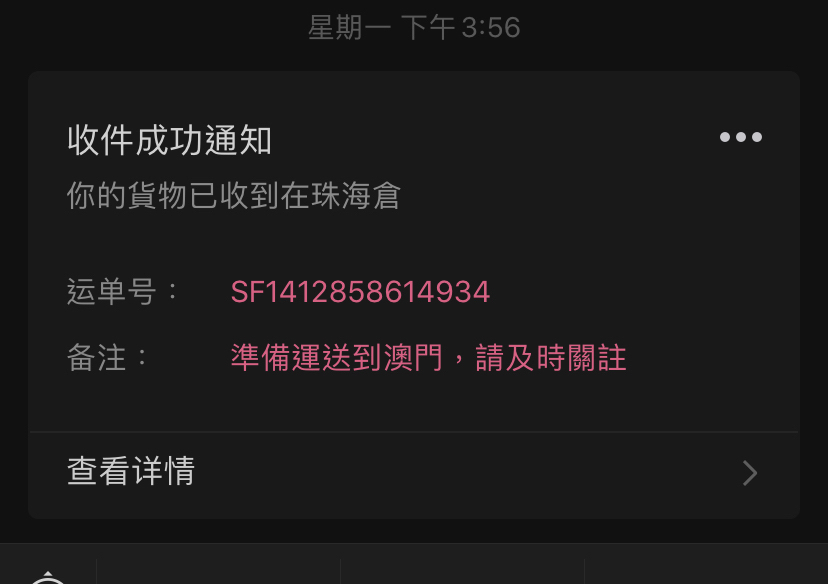 星期一 下午3:56
收件成功通知
你的貨物已收到在珠海倉
运单号：	SF1412858614934
备注：	準備運送到澳門，請及時關註
查看详情